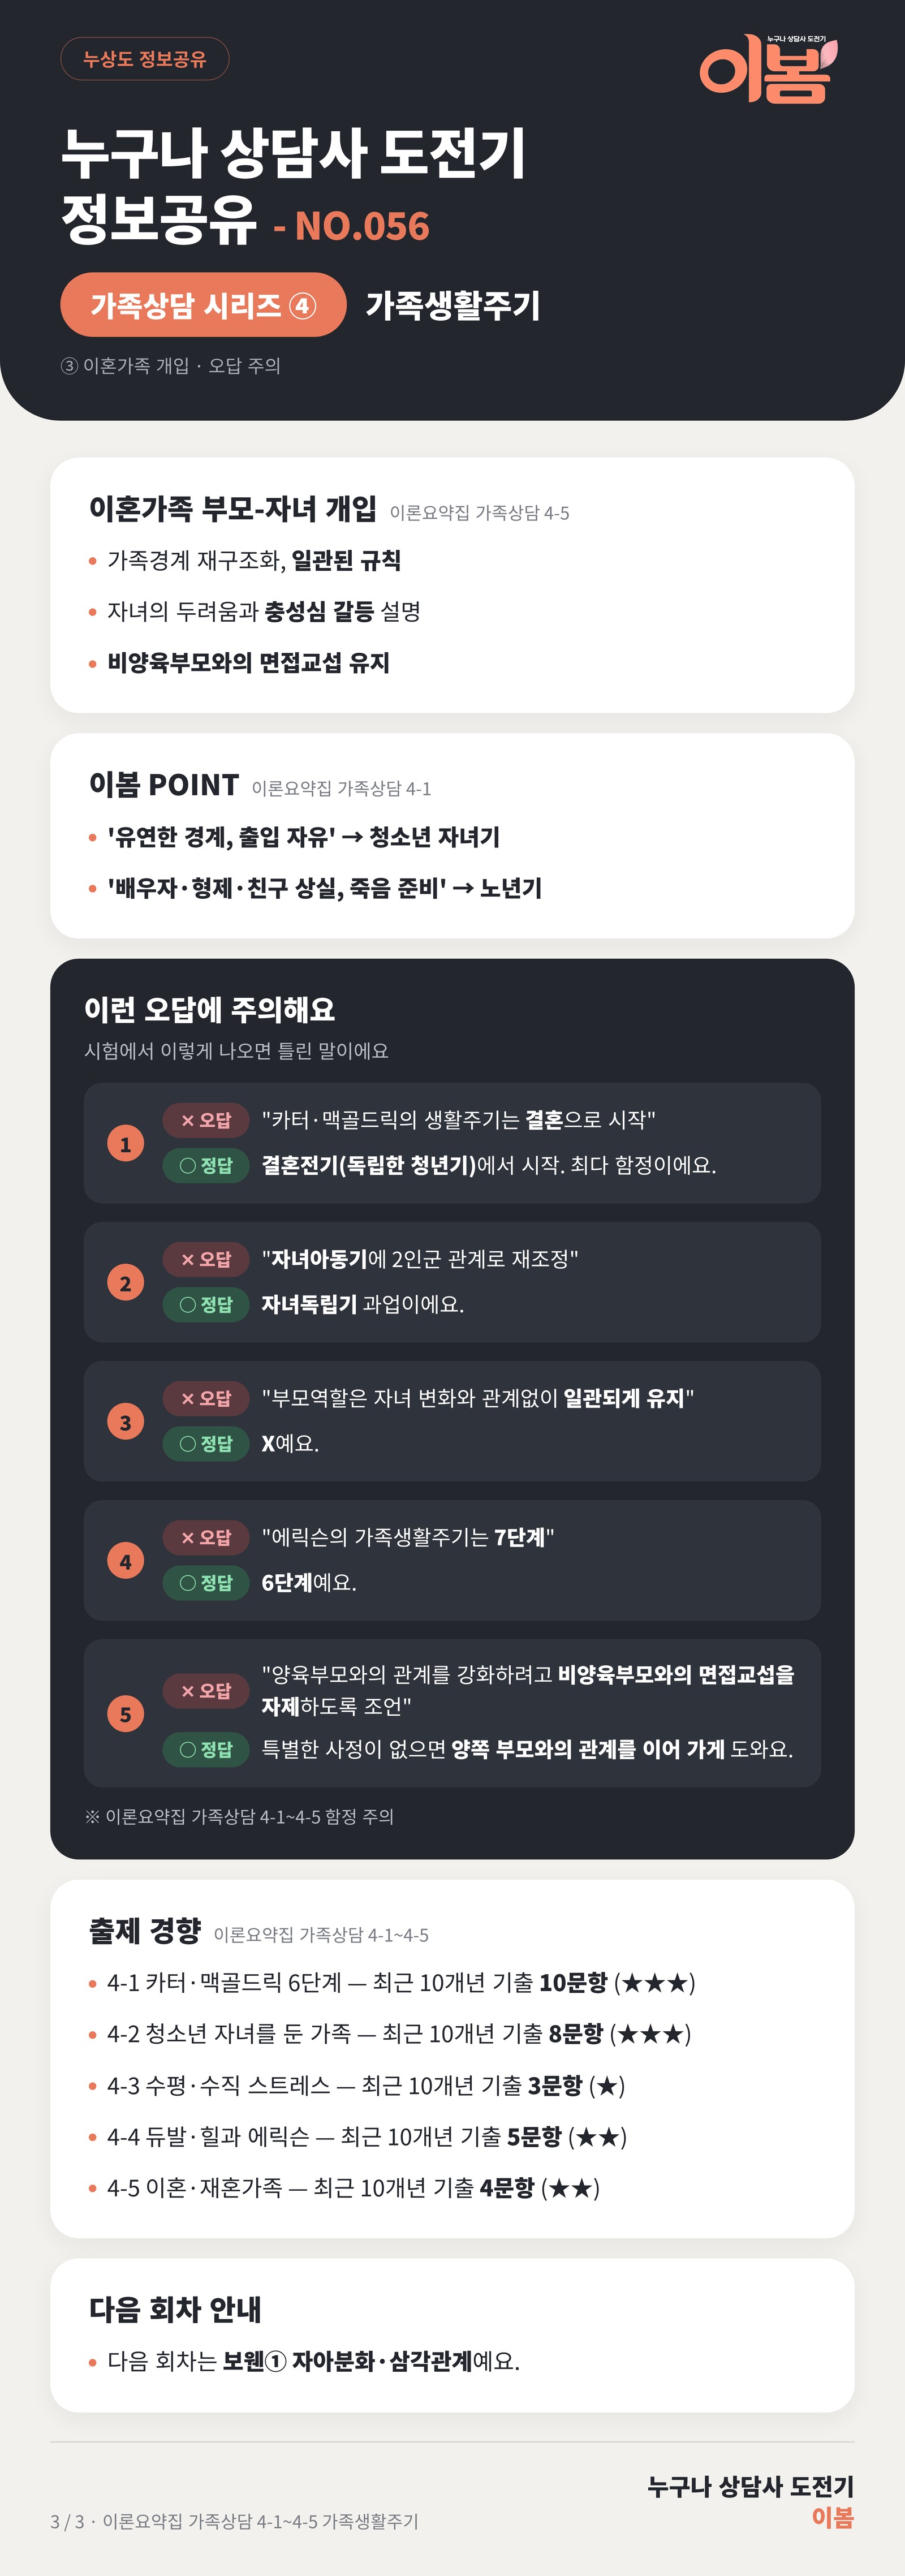 누상도 정보공유
누구나 상담사 도전기
이봄
누구나 상담사 도전기
정보공유 - NO.056
가족상담 시리즈 ④ 가족생활주기
③ 이혼가족 개입 · 오답 주의
이혼가족 부모-자녀 개입 이론요약집 가족상담 4-5
• 가족경계 재구조화, 일관된 규칙
• 자녀의 두려움과 충성심 갈등 설명
• 비양육부모와의 면접교섭 유지
이봄 POINT 이론요약집 가족상담 4-1
• '유연한 경계, 출입 자유' → 청소년 자녀기
• '배우자·형제·친구 상실, 죽음 준비' → 노년기
이런 오답에 주의해요
시험에서 이렇게 나오면 틀린 말이에요
1
✕ 오답 "카터·맥골드릭의 생활주기는 결혼으로 시작"
○ 정답 결혼전기(독립한 청년기)에서 시작. 최다 함정이에요.
2
✕ 오답 "자녀아동기에 2인군 관계로 재조정"
○ 정답 자녀독립기 과업이에요.
3
✕ 오답 "부모역할은 자녀 변화와 관계없이 일관되게 유지"
○ 정답 X예요.
4
✕ 오답 "에릭슨의 가족생활주기는 7단계"
○ 정답 6단계예요.
5
✕ 오답 "양육부모와의 관계를 강화하려고 비양육부모와의 면접교섭을
자제하도록 조언"
○ 정답 특별한 사정이 없으면 양쪽 부모와의 관계를 이어 가게 도와요.
※ 이론요약집 가족상담 4-1~4-5 함정 주의
출제 경향 이론요약집 가족상담 4-1~4-5
• 4-1 카터·맥골드릭 6단계 — 최근 10개년 기출 10문항 (★★★)
• 4-2 청소년 자녀를 둔 가족 — 최근 10개년 기출 8문항 (★★★)
• 4-3 수평·수직 스트레스 — 최근 10개년 기출 3문항 (★)
• 4-4 듀발·힐과 에릭슨 — 최근 10개년 기출 5문항 (★★)
• 4-5 이혼·재혼가족 — 최근 10개년 기출 4문항 (★★)
다음 회차 안내
• 다음 회차는 보웬① 자아분화·삼각관계예요.
누구나 상담사 도전기
3 / 3 · 이론요약집 가족상담 4-1~4-5 가족생활주기
이봄